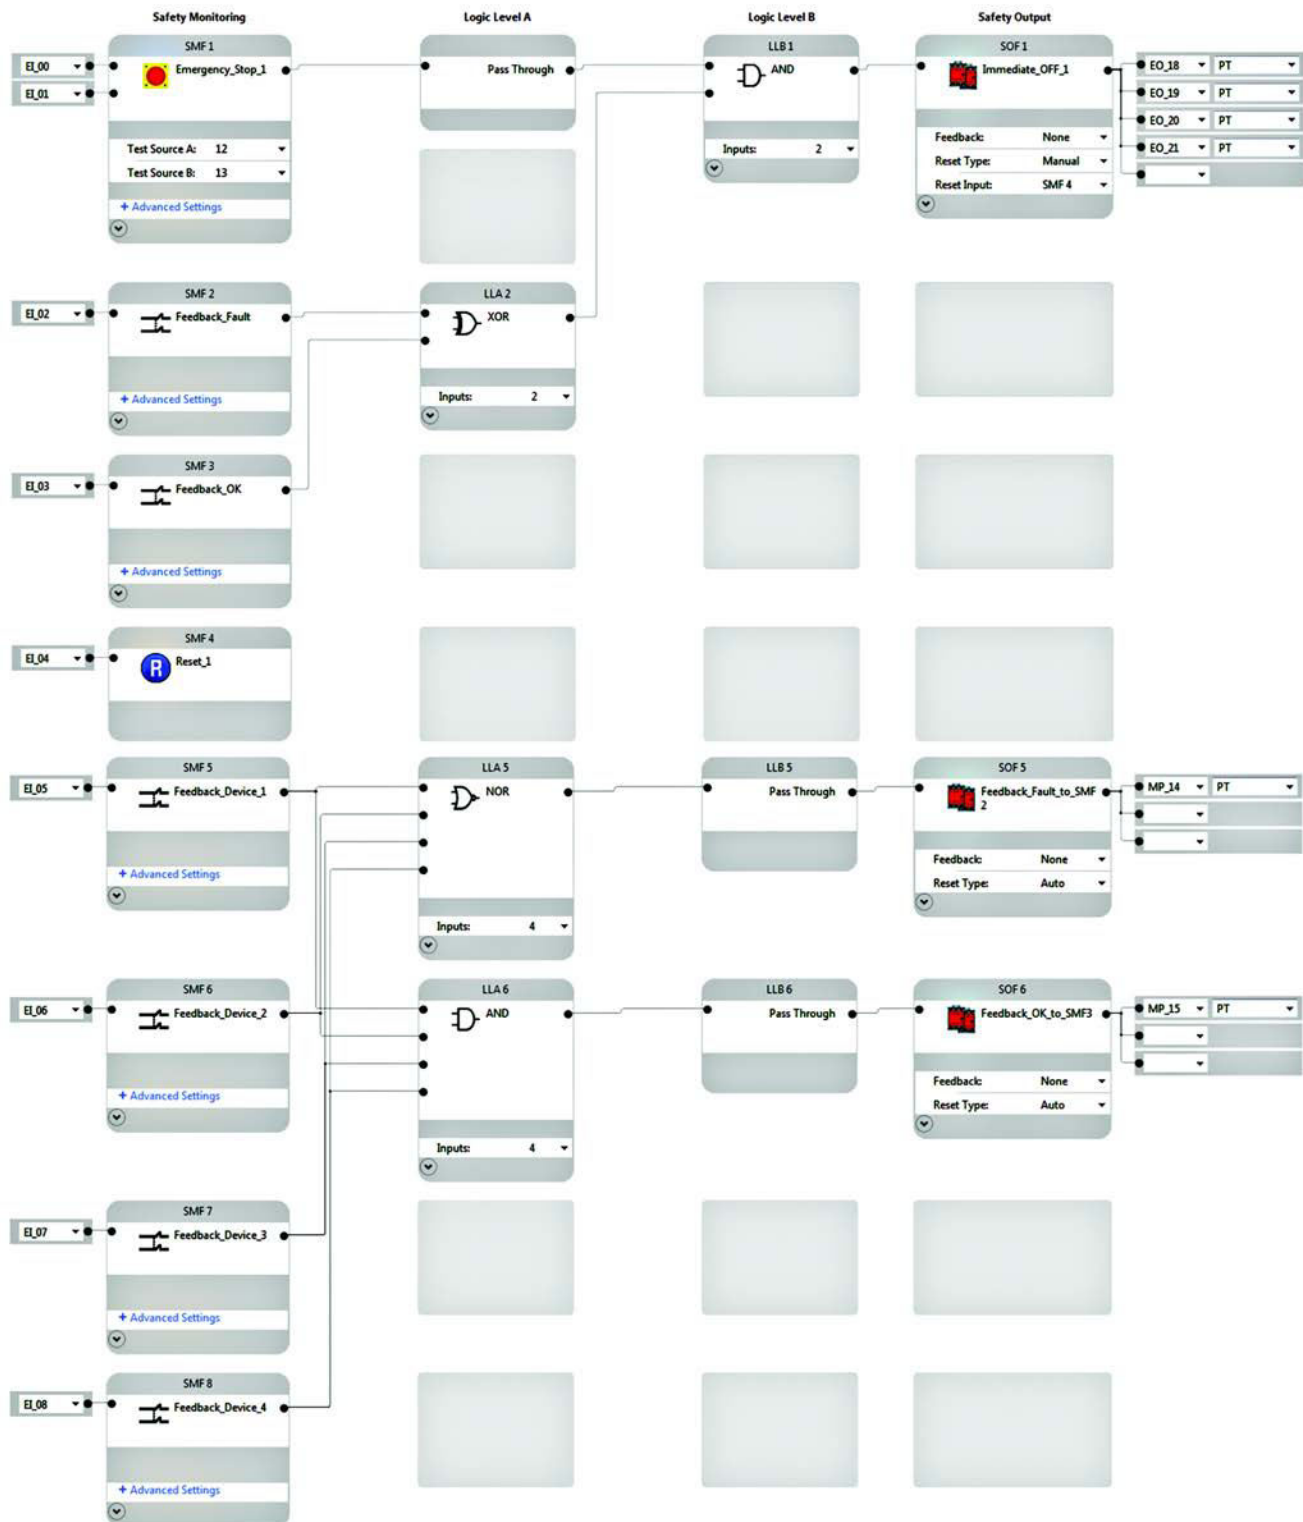 Safety Monitoring Logic Level A Logic Level B Safety Output
SMF 1 LLB 1 SOF 1
EI_00 Emergency_Stop_1 Pass Through AND Immediate_OFF_1 EO_18 PT
EI_01 EO_19 PT
EO_20 PT
Feedback: None
Test Source A: 12 Inputs: 2 EO_21 PT
Reset Type: Manual
Test Source B: 13 Reset Input: SMF 4
+ Advanced Settings
SMF 2 LLA 2
EI_02 Feedback_Fault XOR
+ Advanced Settings Inputs: 2
SMF 3
EI_03 Feedback_OK
+ Advanced Settings
SMF 4
EI_04 Reset_1
R
SMF 5 LLA 5 LLB 5 SOF 5
EI_05 Feedback_Device_1 NOR Pass Through Feedback_Fault_to_SMF MP_14 PT
2
Feedback: None
+ Advanced Settings Reset Type: Auto
Inputs: 4
SMF 6 LLA 6 LLB 6 SOF 6
EI_06 Feedback_Device_2 AND Pass Through Feedback_OK_to_SMF3 MP_15 PT
Feedback: None
+ Advanced Settings Reset Type: Auto
Inputs: 4
SMF 7
EI_07 Feedback_Device_3
+ Advanced Settings
SMF 8
EI_08 Feedback_Device_4
+ Advanced Settings